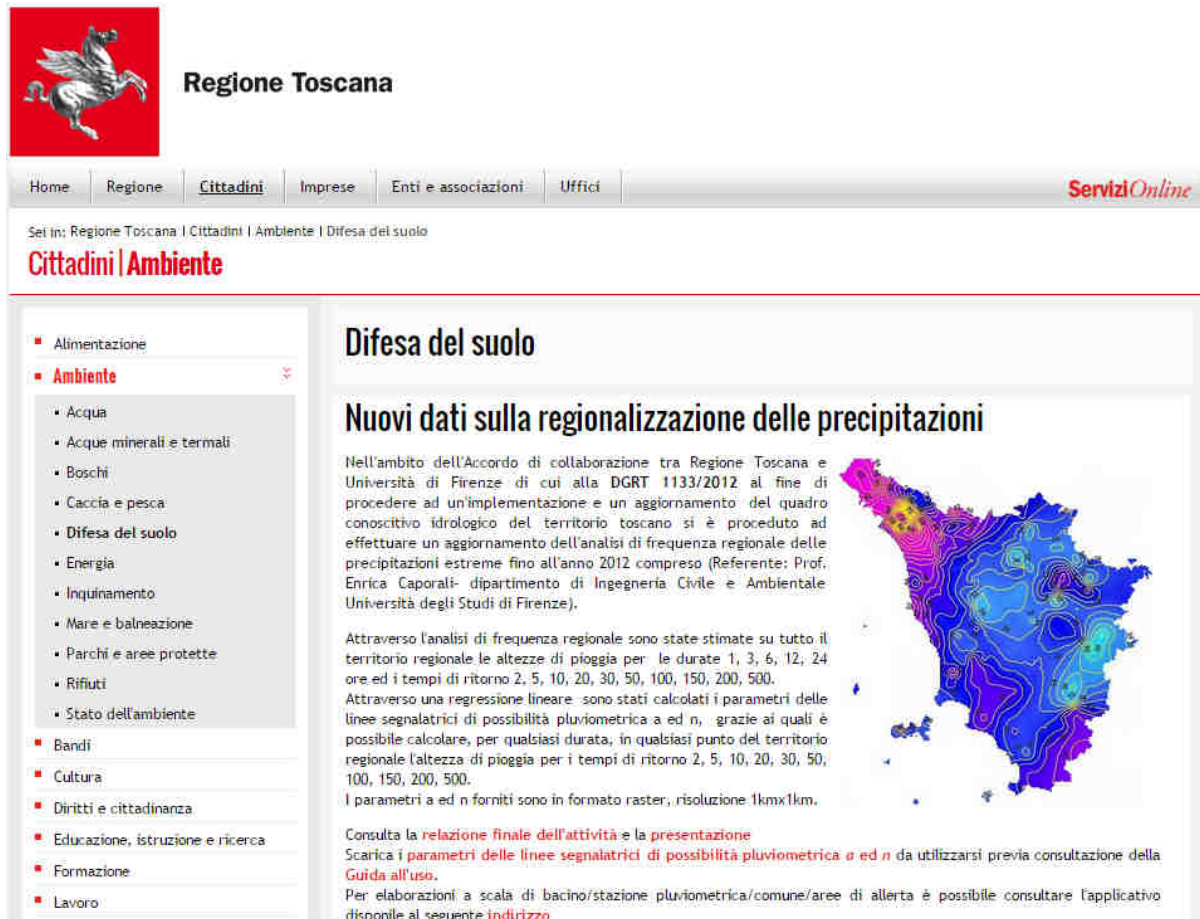 Regione Toscana
Home
Regione
Cittadini
Imprese
Enti e associazioni
Uffici
Servizi Online
Sei in: Regione Toscana | Cittadini | Ambiente | Difesa del suolo
Cittadini | Ambiente
Alimentazione
Ambiente
Acqua
Acque minerali e termali
Boschi
Caccia e pesca
Difesa del suolo
Energia
Inquinamento
Mare e balneazione
Parchi e aree protette
Rifiuti
Stato dell'ambiente
Bandi
Cultura
Diritti e cittadinanza
Educazione, istruzione e ricerca
Formazione
Lavoro
Difesa del suolo
Nuovi dati sulla regionalizzazione delle precipitazioni
Nell'ambito dell'Accordo di collaborazione tra Regione Toscana e
Università di Firenze di cui alla DGRT 1133/2012 al fine di
procedere ad un'implementazione e un aggiornamento del quadro
conoscitivo idrologico del territorio toscano si è proceduto ad
effettuare un aggiornamento dell'analisi di frequenza regionale delle
precipitazioni estreme fino all'anno 2012 compreso (Referente: Prof.
Enrica Caporali- dipartimento di Ingegneria Civile e Ambientale
Università degli Studi di Firenze).
Attraverso l'analisi di frequenza regionale sono state stimate su tutto il
territorio regionale le altezze di pioggia per le durate 1, 3, 6, 12, 24
ore ed i tempi di ritorno 2, 5, 10, 20, 30, 50, 100, 150, 200, 500.
Attraverso una regressione lineare sono stati calcolati i parametri delle
linee segnalatrici di possibilità pluviometrica a ed n, grazie ai quali è
possibile calcolare, per qualsiasi durata, in qualsiasi punto del territorio
regionale l'altezza di pioggia per i tempi di ritorno 2, 5, 10, 20, 30, 50,
100, 150, 200, 500.
I parametri a ed n forniti sono in formato raster, risoluzione 1kmx1km.
Consulta la relazione finale dell'attività e la presentazione
Scarica i parametri delle linee segnalatrici di possibilità pluviometrica a ed n da utilizzarsi previa consultazione della
Guida all'uso.
Per elaborazioni a scala di bacino/stazione pluviometrica/comune/aree di allerta è possibile consultare l'applicativo
disponile al seguente indirizzo